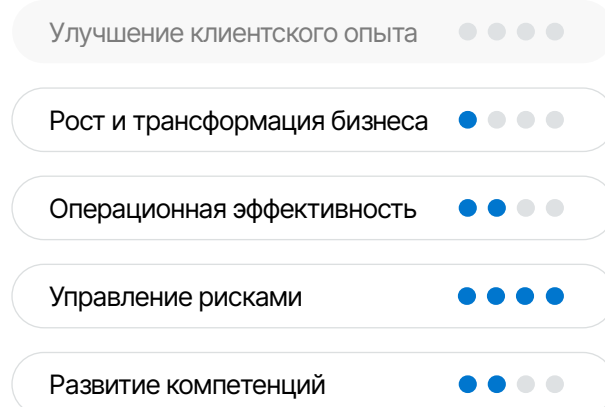 Улучшение клиентского опыта
Рост и трансформация бизнеса
Операционная эффективность
Управление рисками
Развитие компетенций